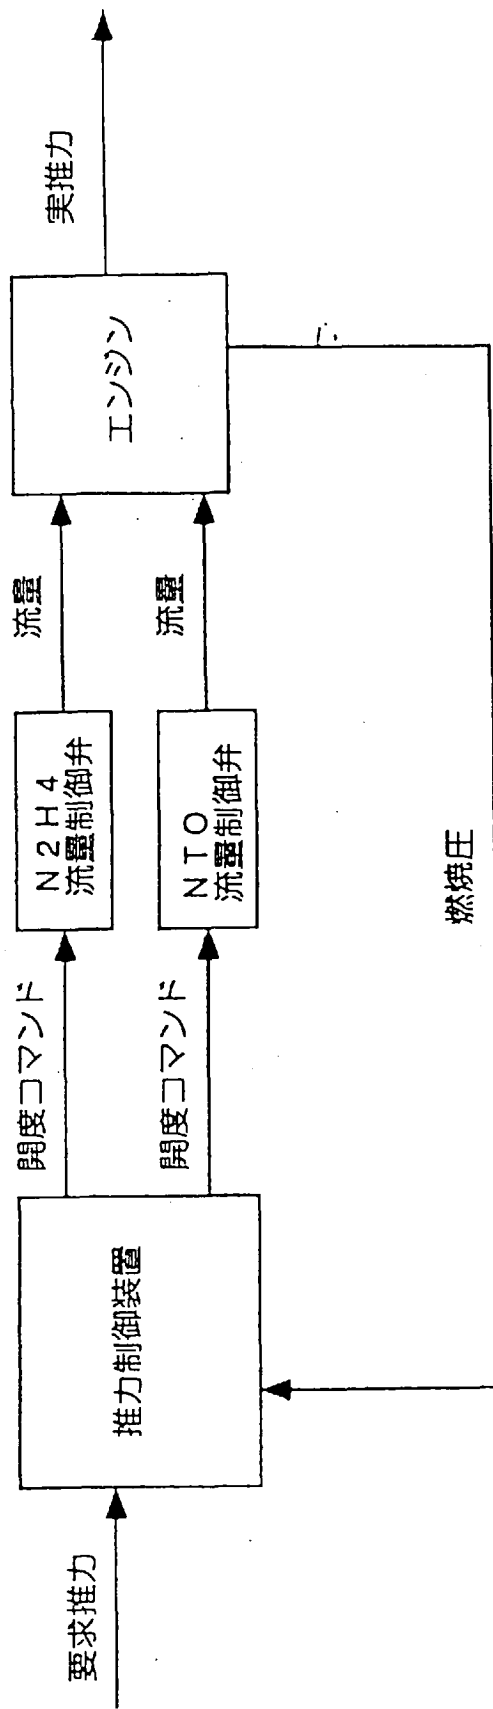 要求推力
推力制御装置
開度コマンド
開度コマンド
N2H4
流量制御弁
NTO
流量制御弁
流量
流量
エンジン
実推力
燃焼圧